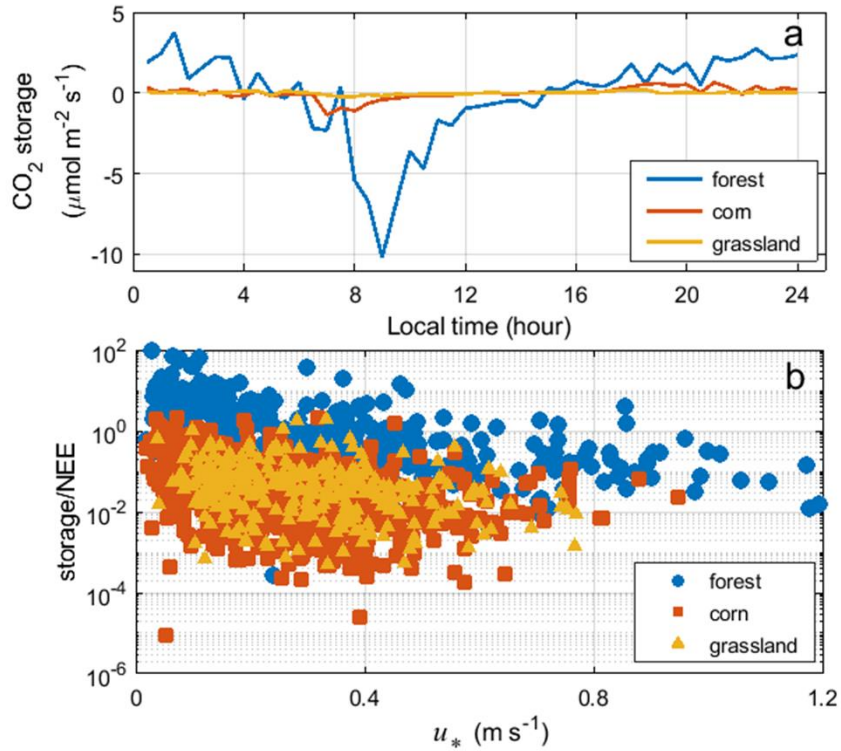 a
CO2 storage
(μmol m-2 s-1)
5
0
-5
-10
forest
corn
grassland
0 4 8 12 16 20 24
Local time (hour)
b
storage/NEE
10^2
10^0
10^-2
10^-4
10^-6
forest
corn
grassland
0 0.4 0.8 1.2
u* (m s-1)